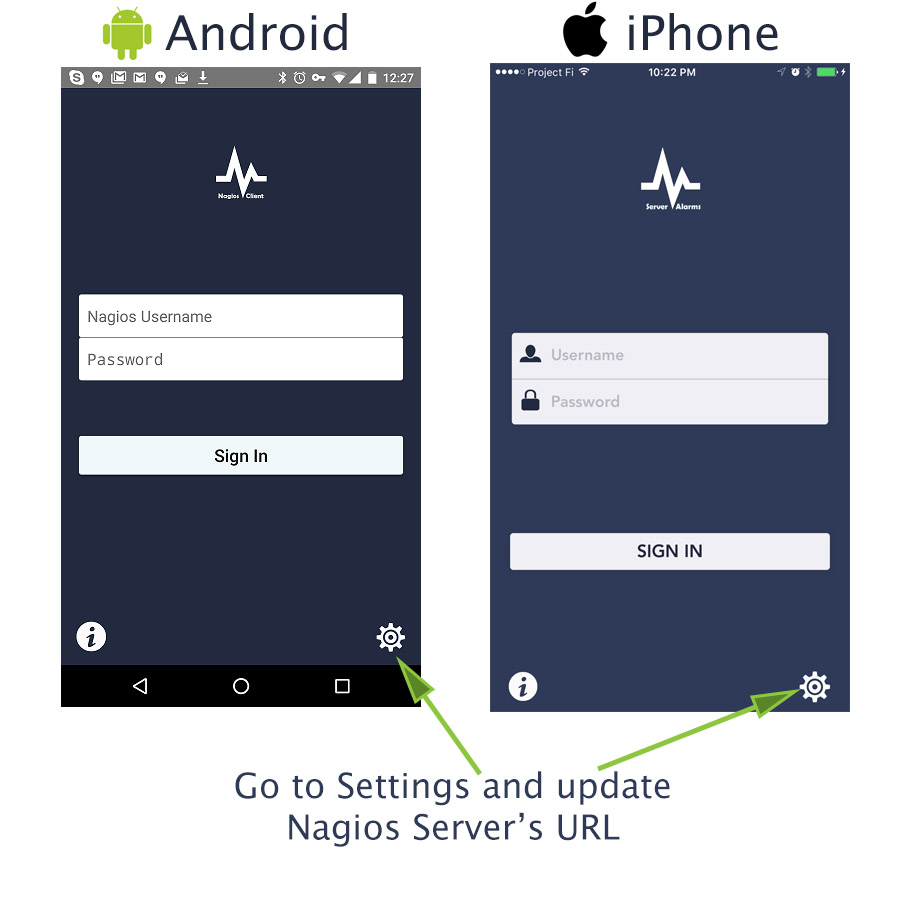 Android
12:27
Nagios Client
Nagios Username
Password
Sign In
iPhone
Project Fi
10:22 PM
Server Alarms
Username
Password
SIGN IN
Go to Settings and update
Nagios Server’s URL